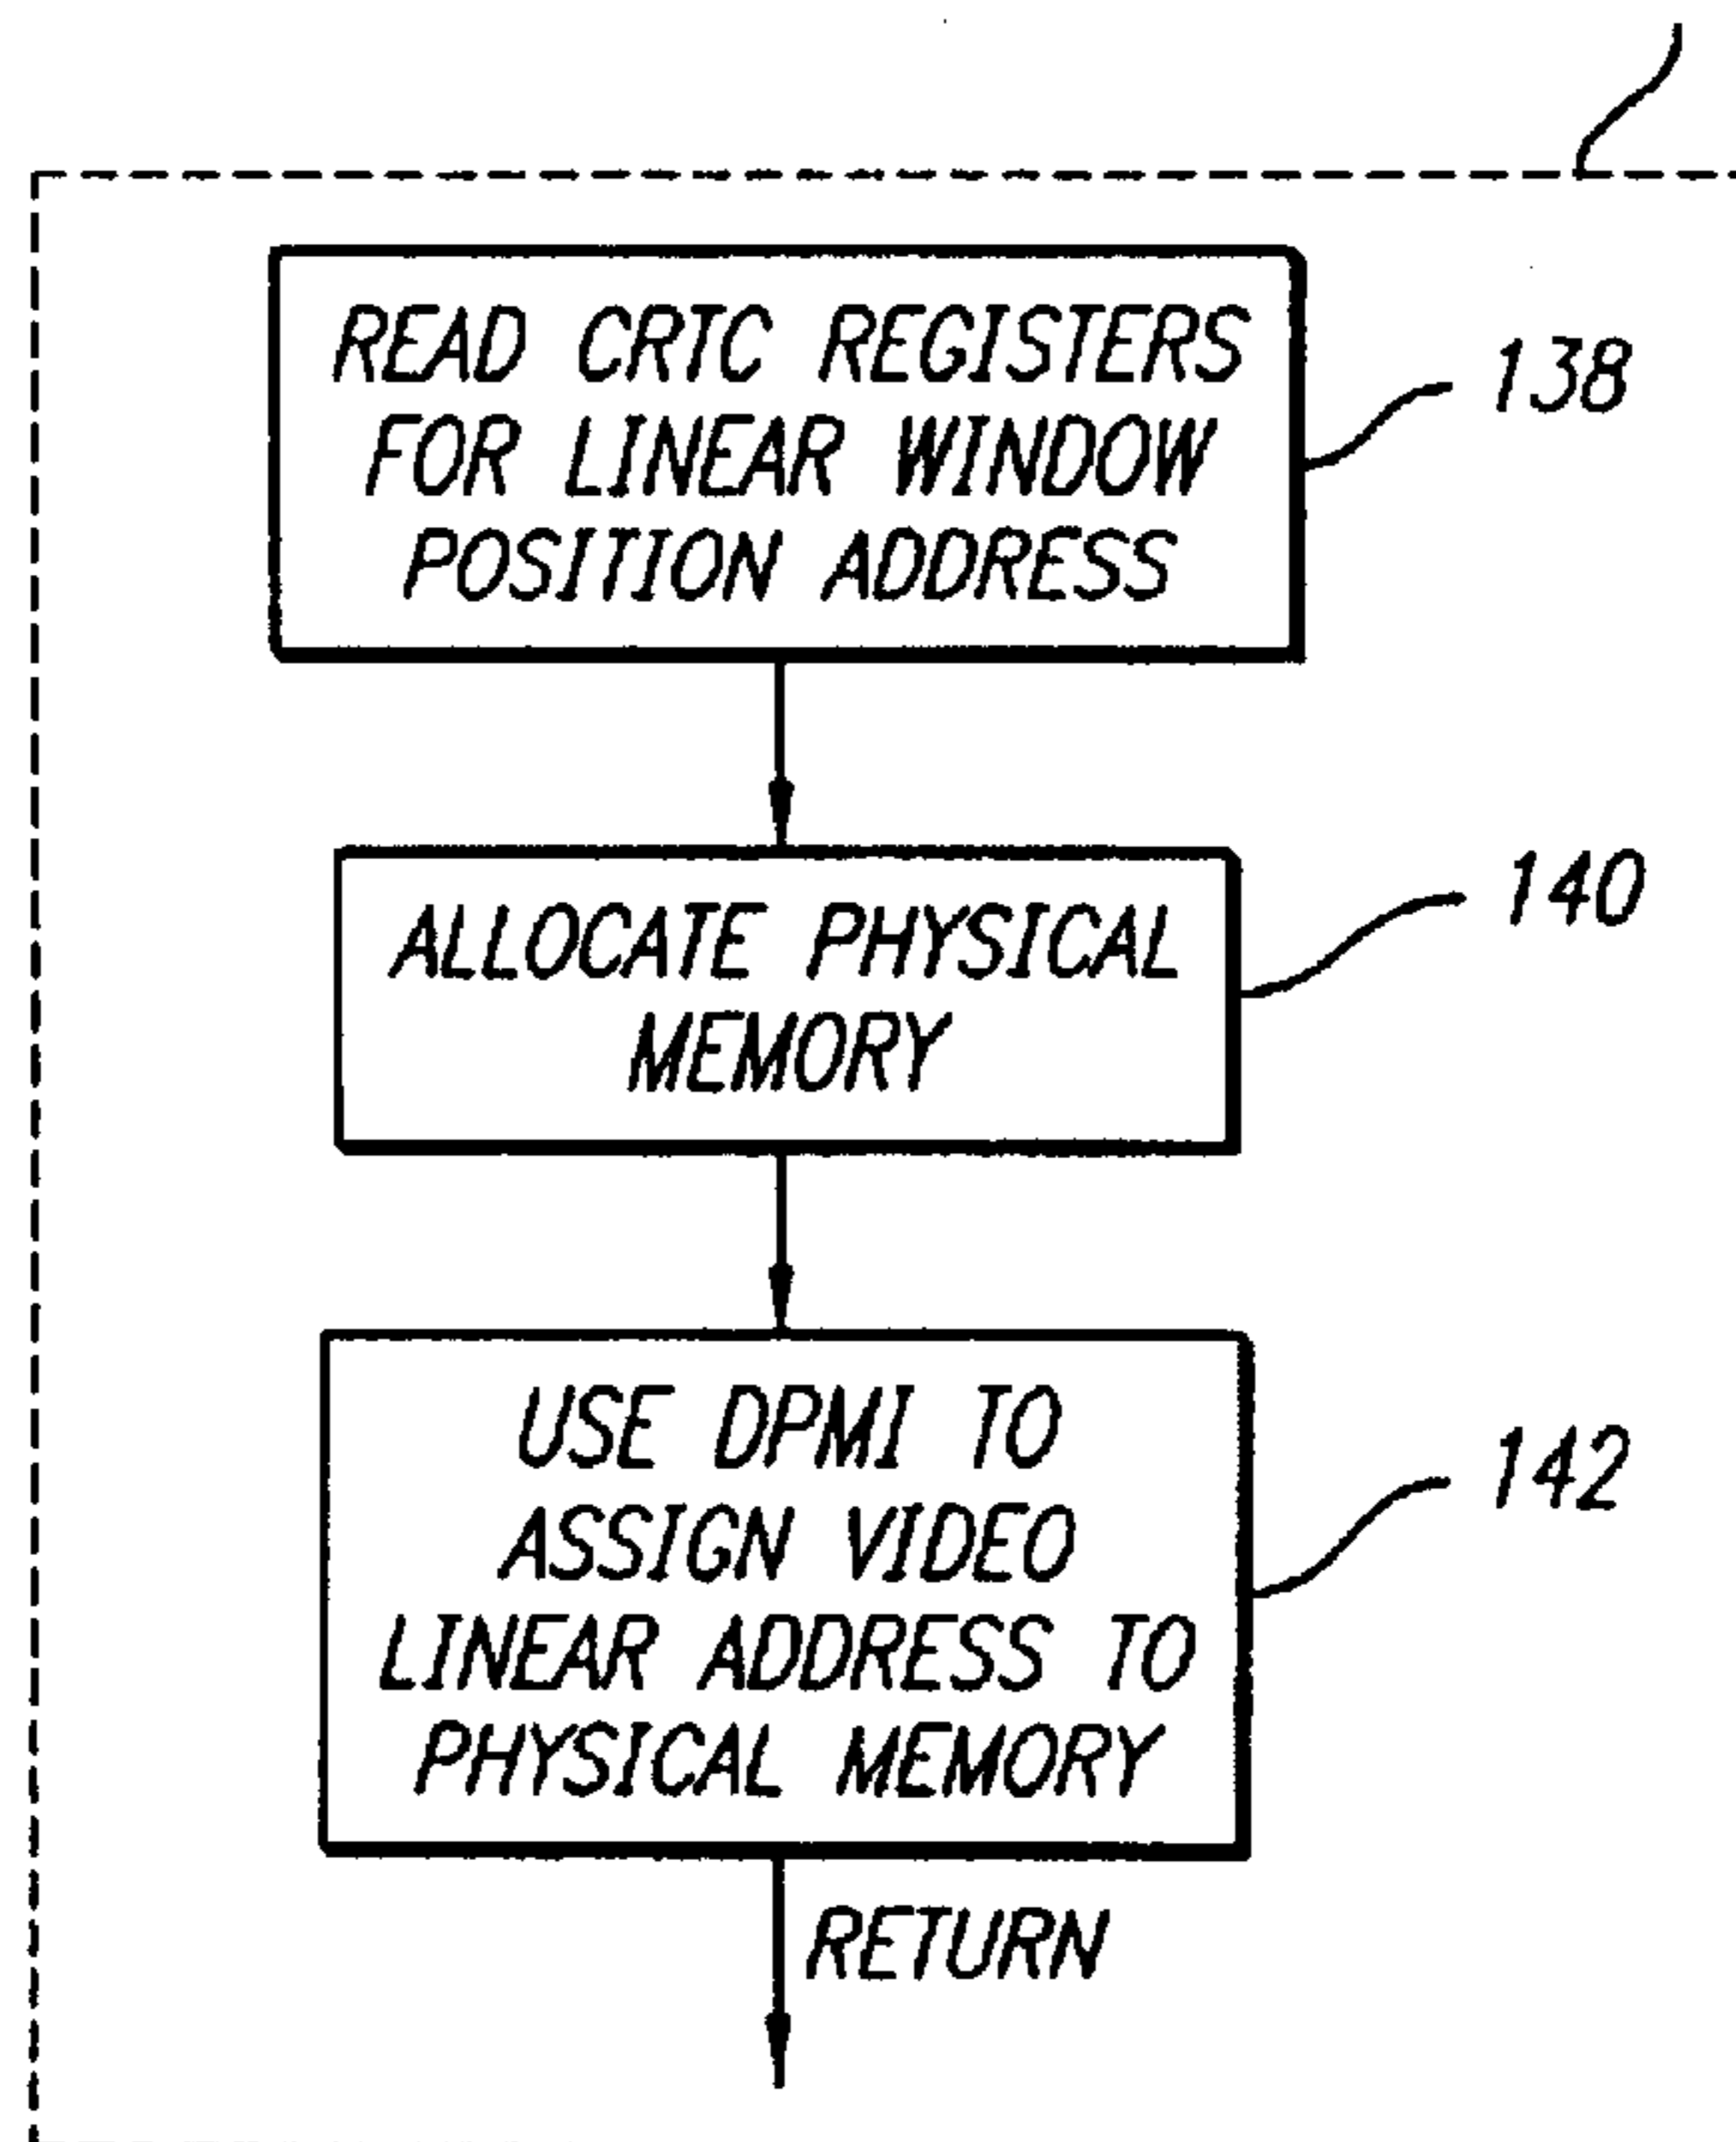 READ CRTC REGISTERS
FOR LINEAR WINDOW
POSITION ADDRESS
138
ALLOCATE PHYSICAL
MEMORY
140
USE DPMI TO
ASSIGN VIDEO
LINEAR ADDRESS TO
PHYSICAL MEMORY
142
RETURN